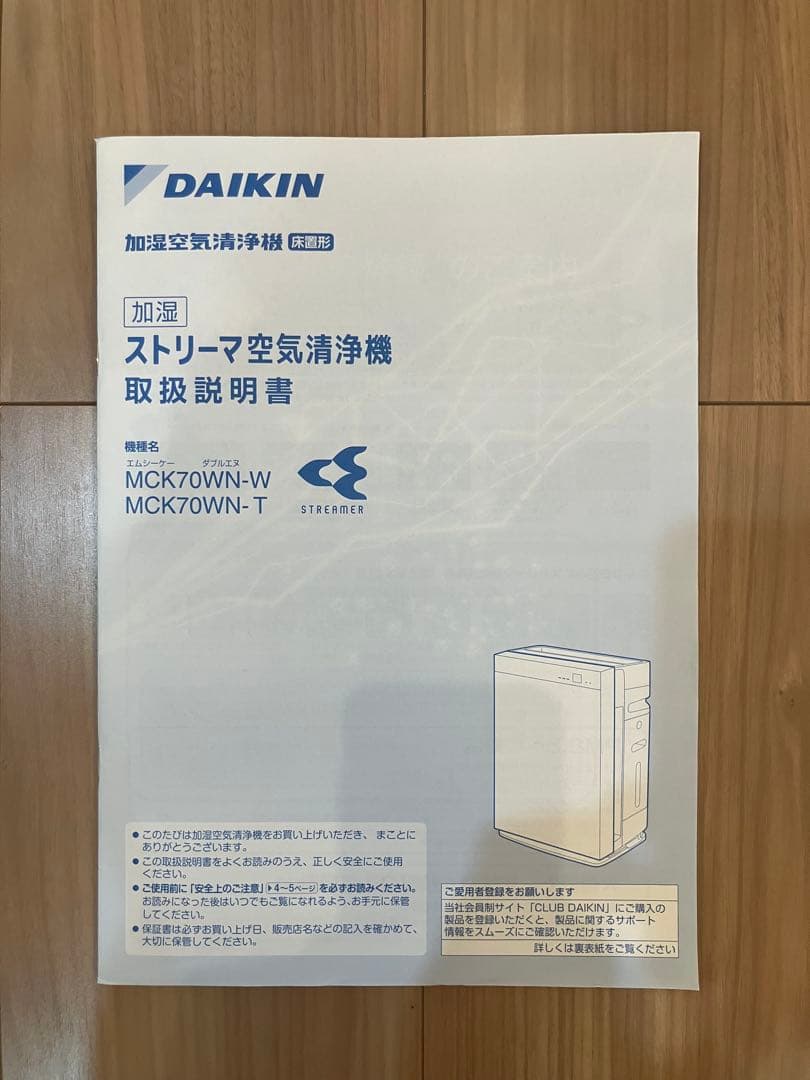 DAIKIN
加湿空気清浄機 床置形
加湿
ストリーマ空気清浄機
取扱説明書
機種名
エムシーケー ダブルエヌ
MCK70WN-W
MCK70WN-T
STREAMER
● このたびは加湿空気清浄機をお買い上げいただき、まことに
ありがとうございます。
● この取扱説明書をよくお読みのうえ、正しく安全にご使用
ください。
● ご使用前に「安全上のご注意」▶4〜5ページを必ずお読みください。
お読みになった後はいつでもご覧になれるよう、お手元に保管
してください。
● 保証書は必ずお買い上げ日、販売店名などの記入を確かめて、
大切に保管してください。
ご愛用者登録をお願いします
当社会員制サイト「CLUB DAIKIN」にご購入の
製品を登録いただくと、製品に関するサポート
情報をスムーズにご確認いただけます。
詳しくは裏表紙をご覧ください